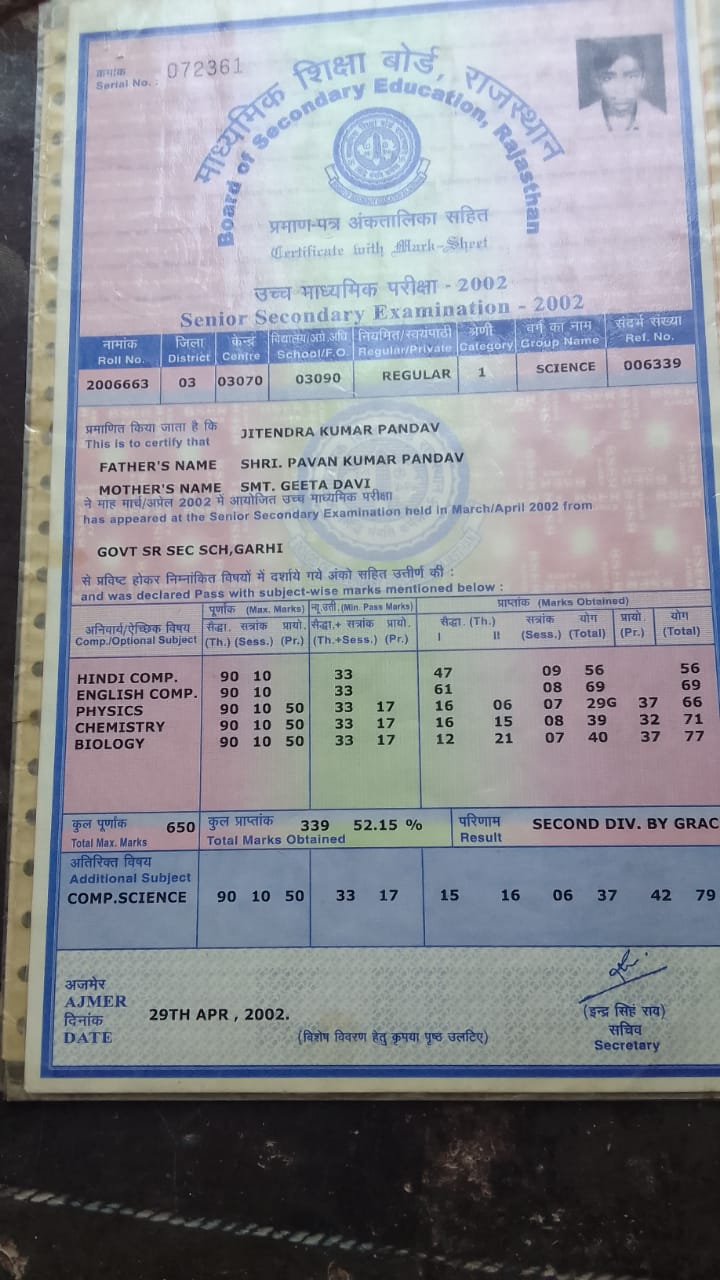 क्रमांक
Serial No. : 072361
माध्यमिक शिक्षा बोर्ड, राजस्थान
Board of Secondary Education, Rajasthan
प्रमाण-पत्र अंकतालिका सहित
Certificate with Mark-Sheet
उच्च माध्यमिक परीक्षा - 2002
Senior Secondary Examination - 2002
नामांक जिला केन्द्र विद्यालय/अग्रे.अधि नियमित/स्वयंपाठी श्रेणी वर्ग का नाम संदर्भ संख्या
Roll No. District Centre School/F.O. Regular/Private Category Group Name Ref. No.
2006663 03 03070 03090 REGULAR 1 SCIENCE 006339
प्रमाणित किया जाता है कि
This is to certify that JITENDRA KUMAR PANDAV
FATHER'S NAME SHRI. PAVAN KUMAR PANDAV
MOTHER'S NAME SMT. GEETA DAVI
ने माह मार्च/अप्रेल 2002 में आयोजित उच्च माध्यमिक परीक्षा
has appeared at the Senior Secondary Examination held in March/April 2002 from
GOVT SR SEC SCH,GARHI
से प्रविष्ट होकर निम्नांकित विषयों में दर्शाये गये अंको सहित उत्तीर्ण की :
and was declared Pass with subject-wise marks mentioned below :
पूर्णांक (Max. Marks) न्यू.उत्ती. (Min. Pass Marks) प्राप्तांक (Marks Obtained)
अनिवार्य/ऐच्छिक विषय सैद्धा. सत्रांक प्रायो. सैद्धा.+ सत्रांक प्रायो. सैद्धा. (Th.) सत्रांक योग प्रायो. योग
Comp./Optional Subject (Th.) (Sess.) (Pr.) (Th.+Sess.) (Pr.) I II (Sess.) (Total) (Pr.) (Total)
HINDI COMP. 90 10 33 47 09 56 56
ENGLISH COMP. 90 10 33 61 08 69 69
PHYSICS 90 10 50 33 17 16 06 07 29G 37 66
CHEMISTRY 90 10 50 33 17 16 15 08 39 32 71
BIOLOGY 90 10 50 33 17 12 21 07 40 37 77
कुल पूर्णांक 650 कुल प्राप्तांक 339 52.15 % परिणाम SECOND DIV. BY GRAC
Total Max. Marks Total Marks Obtained Result
अतिरिक्त विषय
Additional Subject
COMP.SCIENCE 90 10 50 33 17 15 16 06 37 42 79
अजमेर
AJMER
दिनांक 29TH APR , 2002.
DATE
(विशेष विवरण हेतु कृपया पृष्ठ उलटिए)
(इन्द्र सिहं राव)
सचिव
Secretary